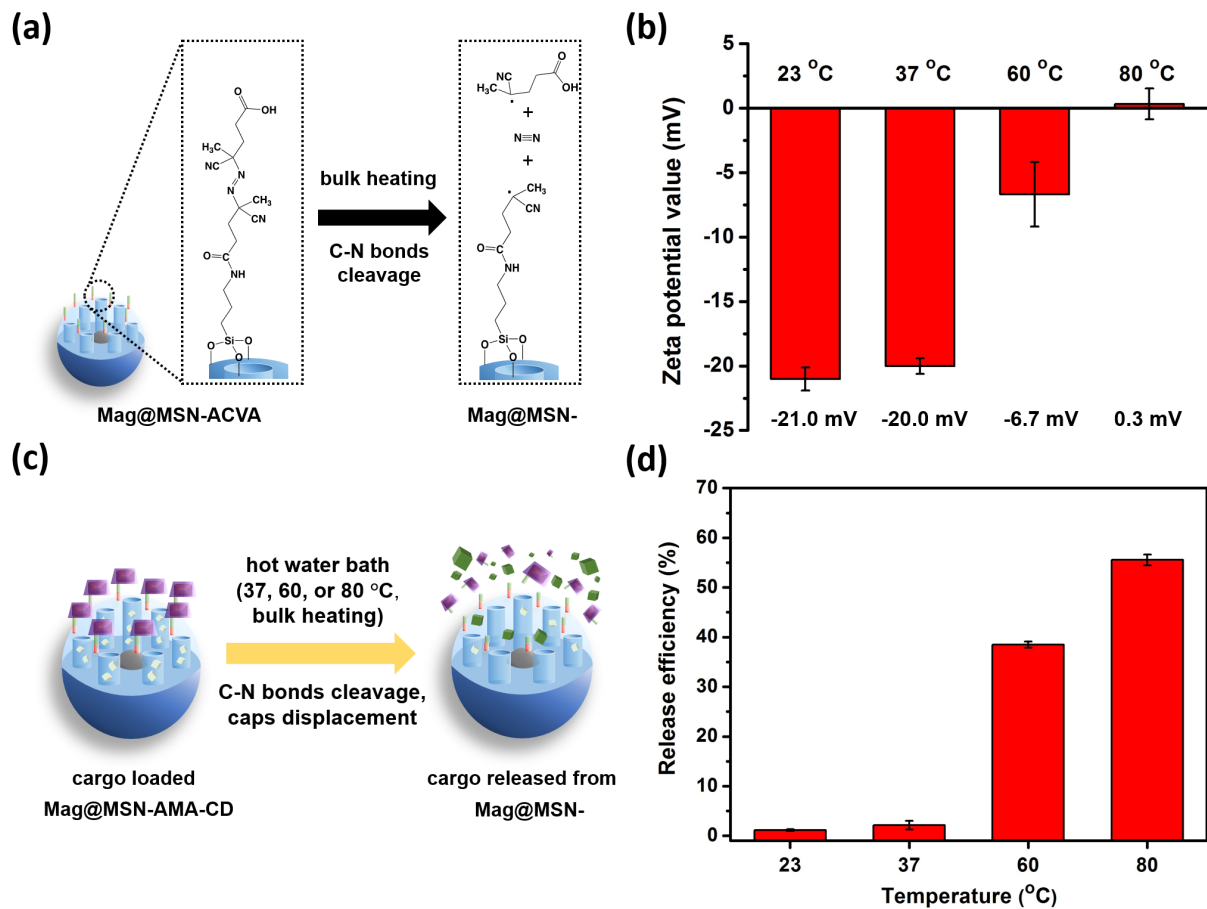 (a)
O
OH
H₃C
NC
N
N
CH₃
CN
O
NH
O
Si
O
O
Mag@MSN-ACVA
bulk heating
C-N bonds
cleavage
NC
O
H₃C
OH
·
+
N≡N
+
·
CH₃
CN
O
NH
O
Si
O
O
Mag@MSN-
(b)
Zeta potential value (mV)
5
0
-5
-10
-15
-20
-25
23 °C
37 °C
60 °C
80 °C
-21.0 mV
-20.0 mV
-6.7 mV
0.3 mV
(c)
cargo loaded
Mag@MSN-AMA-CD
hot water bath
(37, 60, or 80 °C,
bulk heating)
C-N bonds cleavage,
caps displacement
cargo released from
Mag@MSN-
(d)
Release efficiency (%)
70
60
50
40
30
20
10
0
23
37
60
80
Temperature (°C)